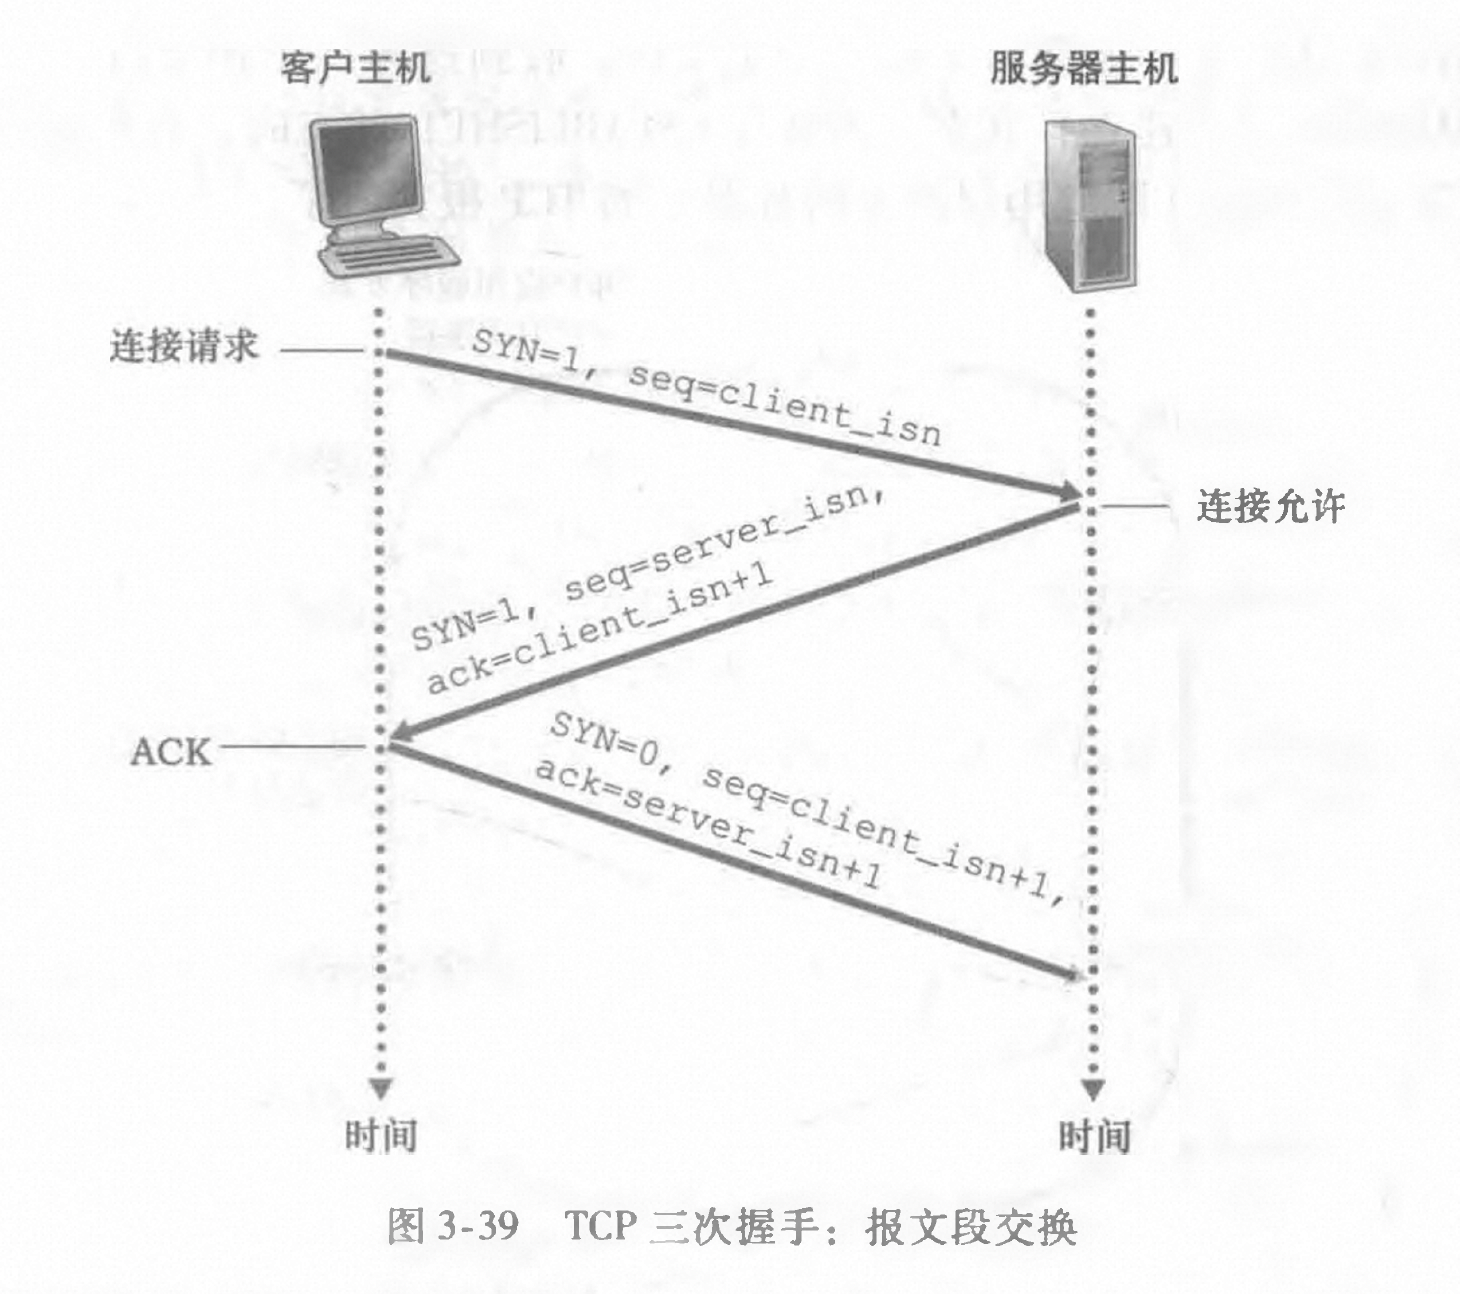 客户主机
服务器主机
连接请求
SYN=1, seq=client_isn
连接允许
SYN=1, seq=server_isn,
ack=client_isn+1
ACK
SYN=0, seq=client_isn+1,
ack=server_isn+1
时间
时间
图 3-39 TCP 三次握手：报文段交换